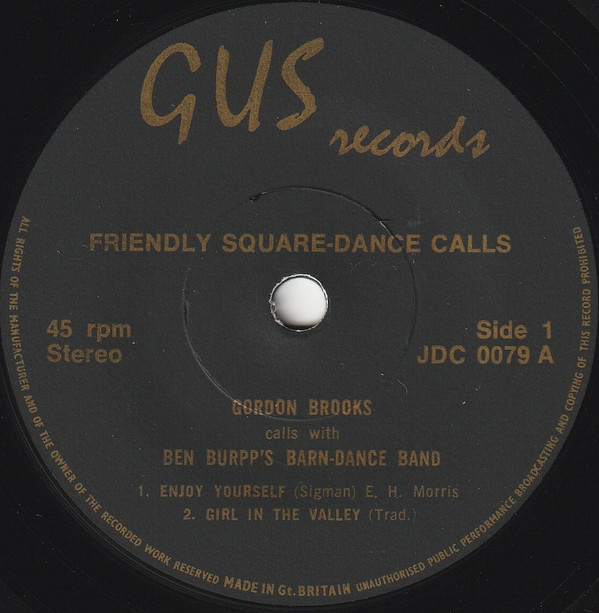 GUS
records
FRIENDLY SQUARE-DANCE CALLS
45 rpm
Stereo
Side 1
JDC 0079 A
GORDON BROOKS
calls with
BEN BURPP'S BARN-DANCE BAND
1. ENJOY YOURSELF (Sigman) E. H. Morris
2. GIRL IN THE VALLEY (Trad.)
ALL RIGHTS OF THE MANUFACTURER AND OF THE OWNER OF THE RECORDED WORK RESERVED MADE IN Gt. BRITAIN UNAUTHORISED PUBLIC PERFORMANCE BROADCASTING AND COPYING OF THIS RECORD PROHIBITED